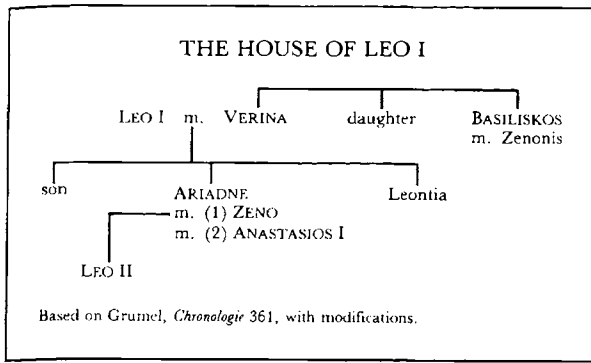 THE HOUSE OF LEO I
LEO I m. VERINA daughter BASILISKOS
m. Zenonis
son ARIADNE Leontia
m. (1) ZENO
m. (2) ANASTASIOS I
LEO II
Based on Grumel, Chronologie 361, with modifications.